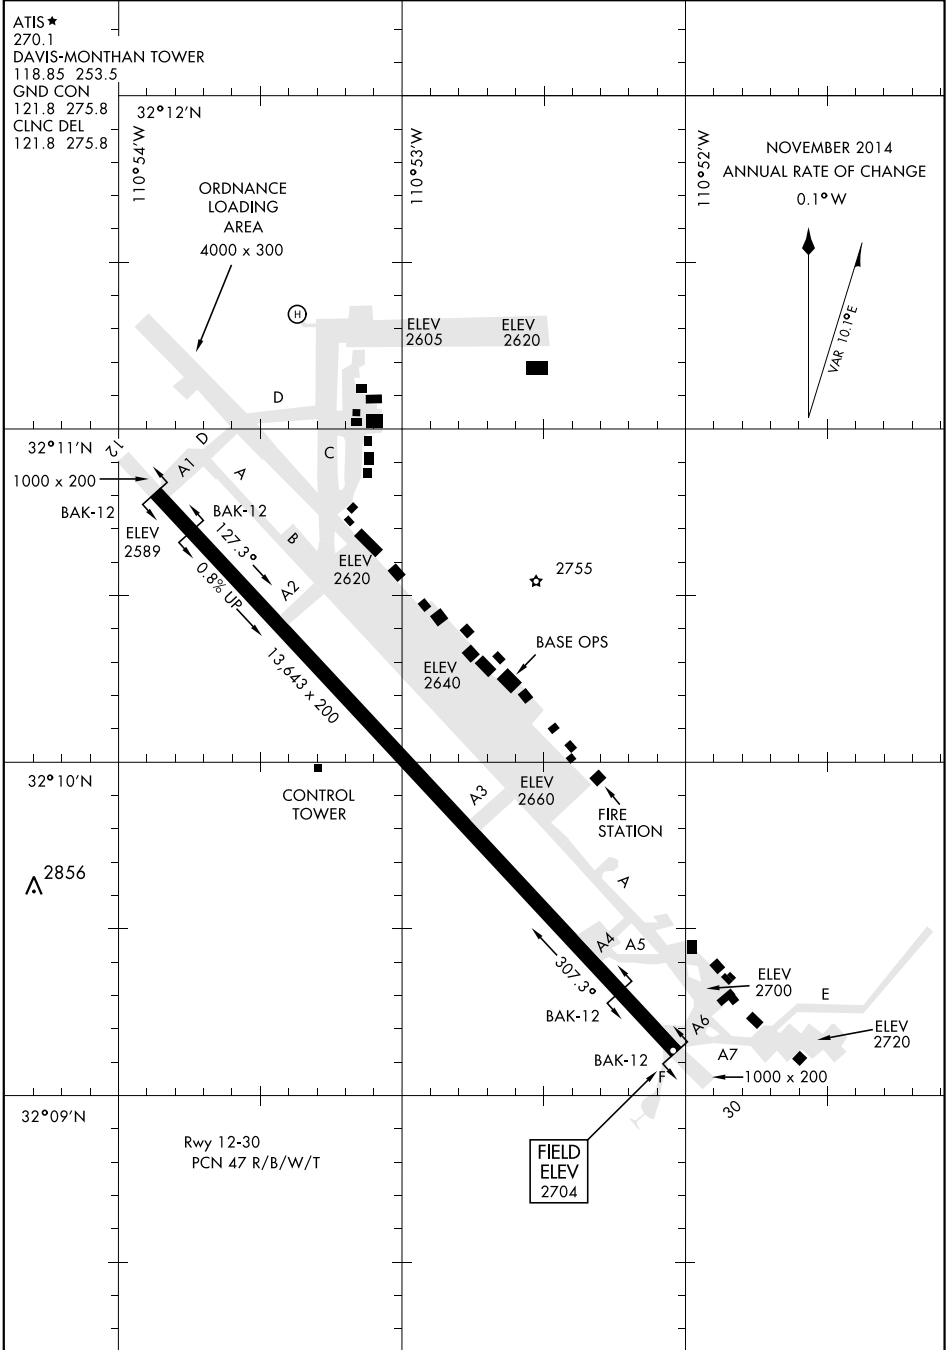 ATIS★
270.1
DAVIS-MONTHAN TOWER
118.85 253.5
GND CON
121.8 275.8
CLNC DEL
121.8 275.8
32°12'N
110°54'W
110°53'W
110°52'W
NOVEMBER 2014
ANNUAL RATE OF CHANGE
0.1°W
VAR 10.1°E
ORDNANCE
LOADING
AREA
4000 x 300
H
ELEV
2605
ELEV
2620
D
32°11'N
12
D
A1
A
C
1000 x 200
BAK-12
ELEV
2589
BAK-12
127.3°
B
0.8% UP
A2
ELEV
2620
2755
BASE OPS
ELEV
2640
13,643 x 200
32°10'N
CONTROL
TOWER
A3
ELEV
2660
FIRE
STATION
2856
A
A4
A5
307.3°
ELEV
2700
E
BAK-12
A6
ELEV
2720
BAK-12
A7
F
1000 x 200
32°09'N
30
Rwy 12-30
PCN 47 R/B/W/T
FIELD
ELEV
2704